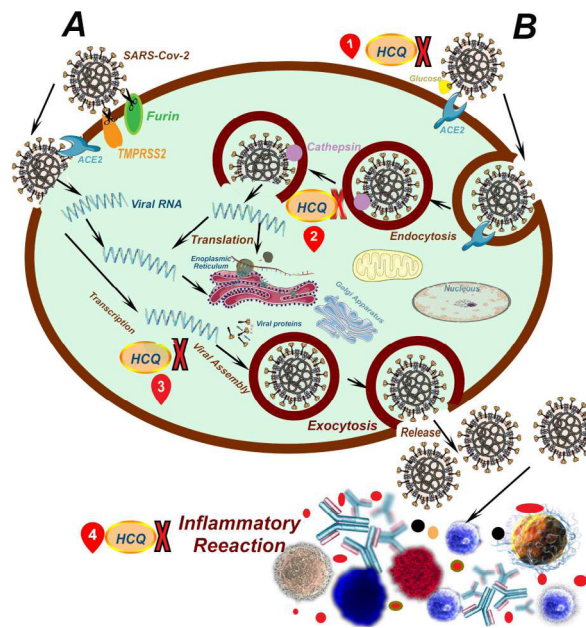 A
B
1
HCQ
X
SARS-Cov-2
Glucose
Furin
ACE2
ACE2
TMPRSS2
Cathepsin
Viral RNA
HCQ
X
2
Endocytosis
Translation
Enoplasmic
Reticulum
Golgi Apparatus
Nucleous
Transcription
Viral proteins
Viral Assembly
HCQ
X
3
Exocytosis
Release
4
HCQ
X
Inflammatory
Reeaction